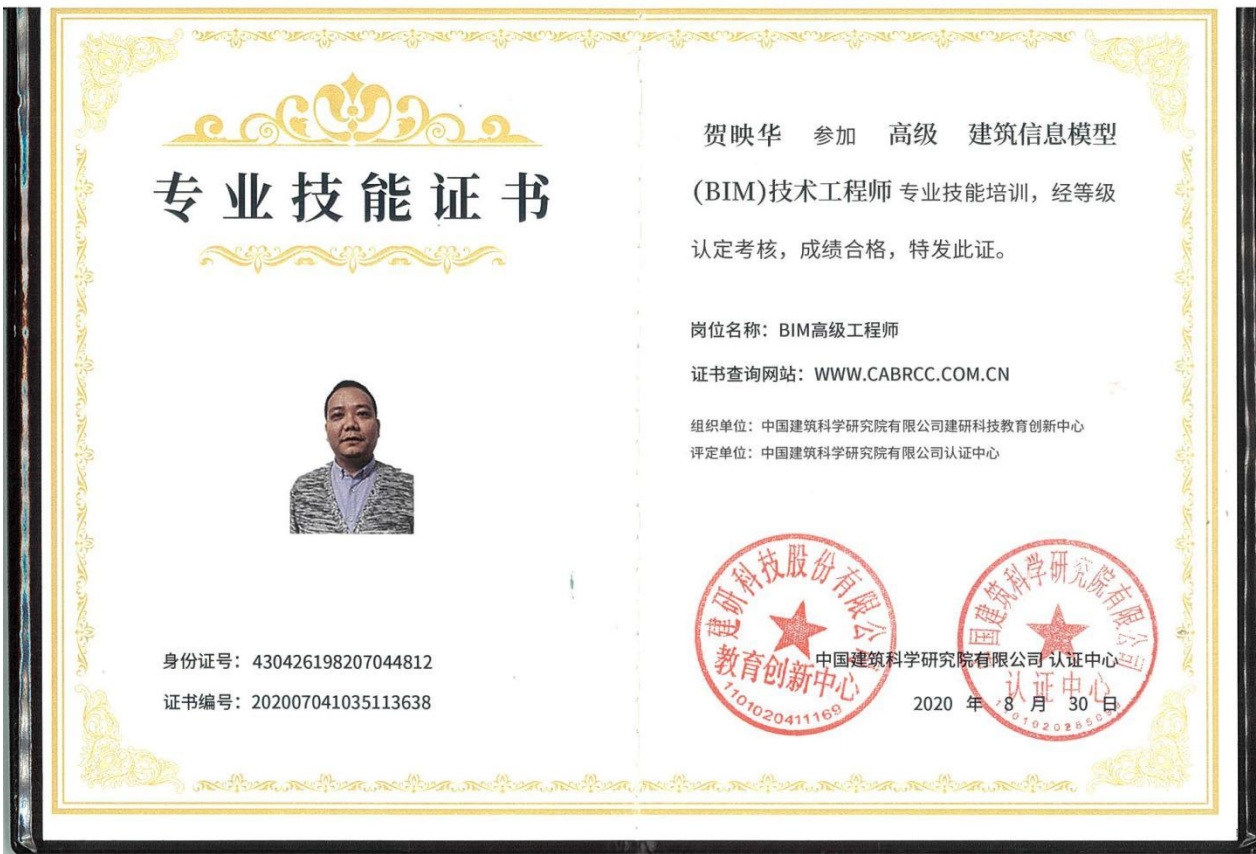 专业技能证书
身份证号：430426198207044812
证书编号：202007041035113638
贺映华 参加 高级 建筑信息模型
(BIM)技术工程师 专业技能培训，经等级
认定考核，成绩合格，特发此证。
岗位名称：BIM高级工程师
证书查询网站：WWW.CABRCC.COM.CN
组织单位：中国建筑科学研究院有限公司建研科技教育创新中心
评定单位：中国建筑科学研究院有限公司认证中心
建研科技股份有限公司
教育创新中心
1101020411169
中国建筑科学研究院有限公司
认证中心
中国建筑科学研究院有限公司 认证中心
2020 年 8 月 30 日